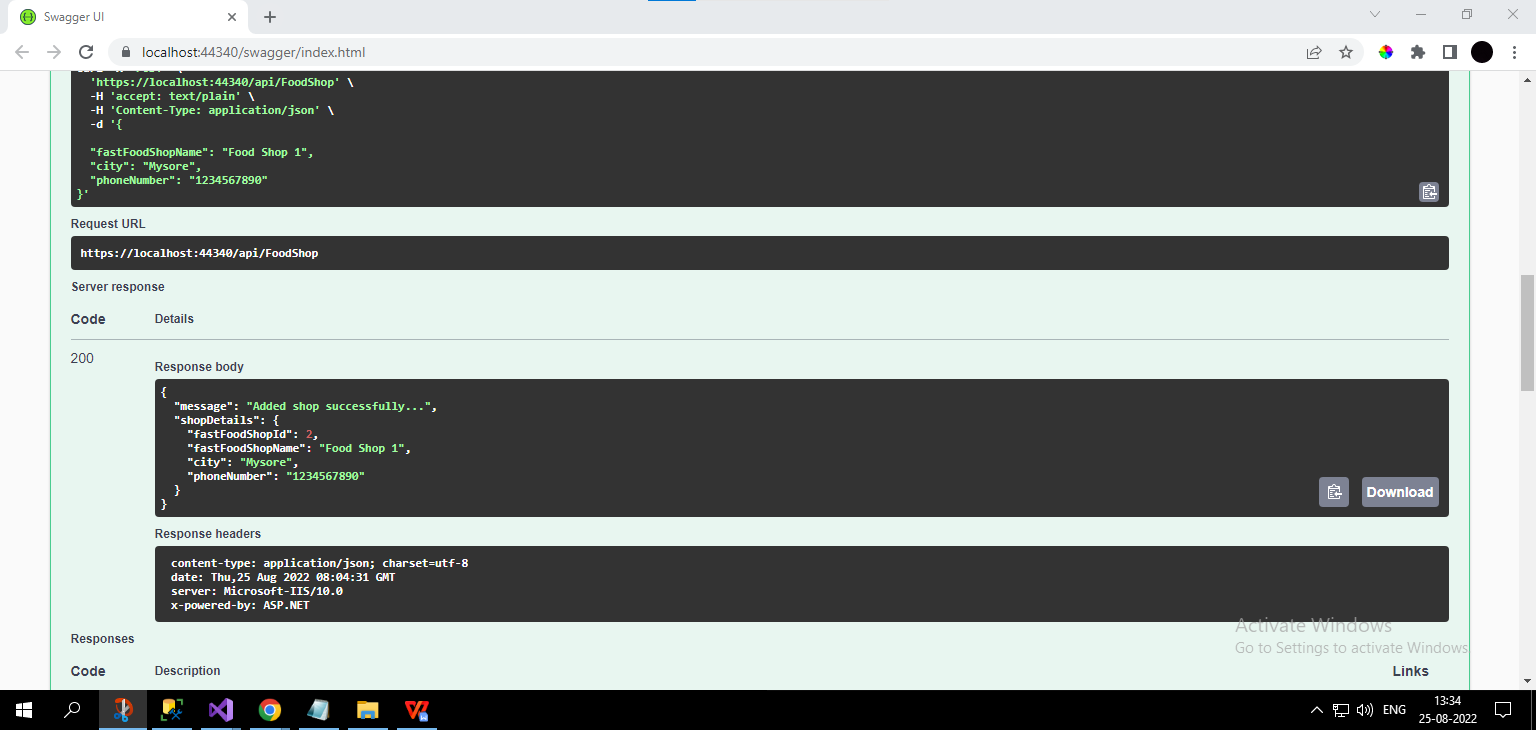 Swagger UI
localhost:44340/swagger/index.html
'https://localhost:44340/api/FoodShop' \
-H 'accept: text/plain' \
-H 'Content-Type: application/json' \
-d '{
"fastFoodShopName": "Food Shop 1",
"city": "Mysore",
"phoneNumber": "1234567890"
}'
Request URL
https://localhost:44340/api/FoodShop
Server response
Code Details
200
Response body
{
"message": "Added shop successfully...",
"shopDetails": {
"fastFoodShopId": 2,
"fastFoodShopName": "Food Shop 1",
"city": "Mysore",
"phoneNumber": "1234567890"
}
}
Download
Response headers
content-type: application/json; charset=utf-8
date: Thu,25 Aug 2022 08:04:31 GMT
server: Microsoft-IIS/10.0
x-powered-by: ASP.NET
Responses
Activate Windows
Go to Settings to activate Windows.
Code Description Links
ENG
13:34
25-08-2022